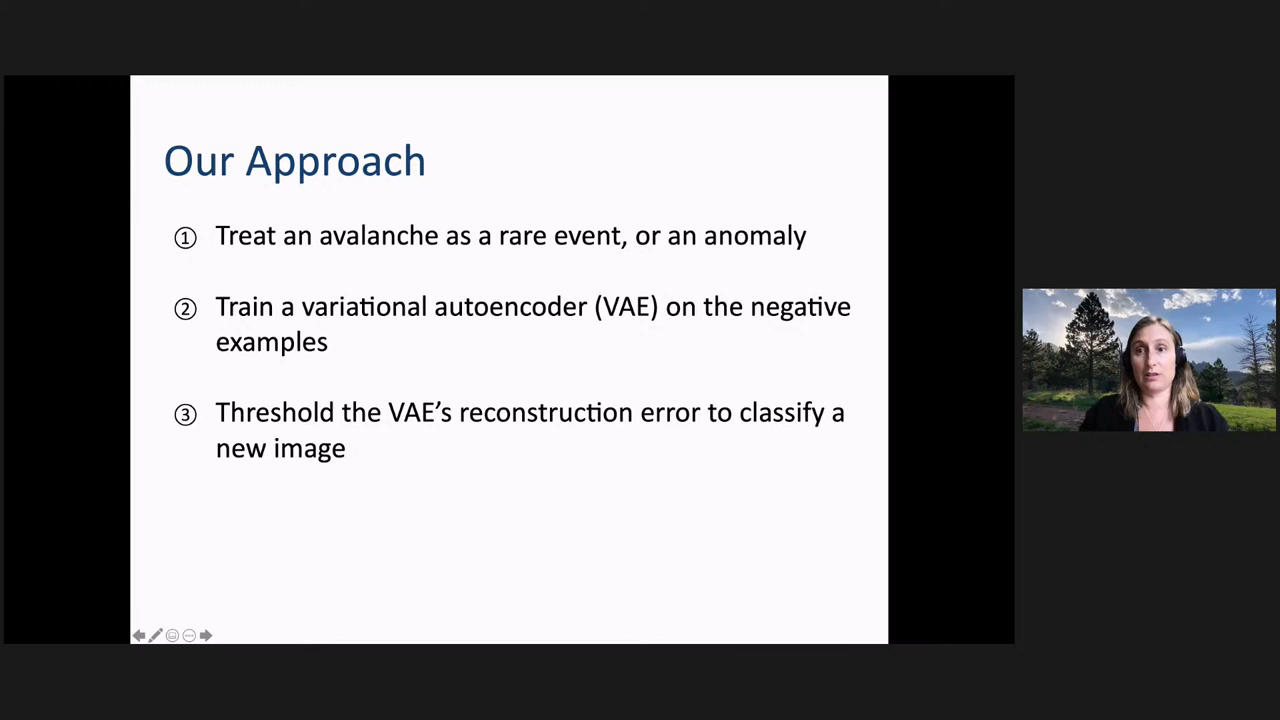 Our Approach
① Treat an avalanche as a rare event, or an anomaly
② Train a variational autoencoder (VAE) on the negative
examples
③ Threshold the VAE’s reconstruction error to classify a
new image